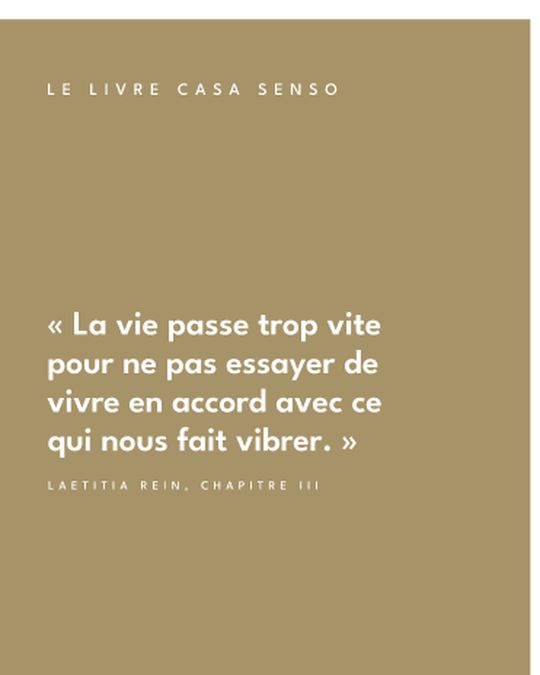 LE LIVRE CASA SENSO
« La vie passe trop vite
pour ne pas essayer de
vivre en accord avec ce
qui nous fait vibrer. »
LAETITIA REIN, CHAPITRE III